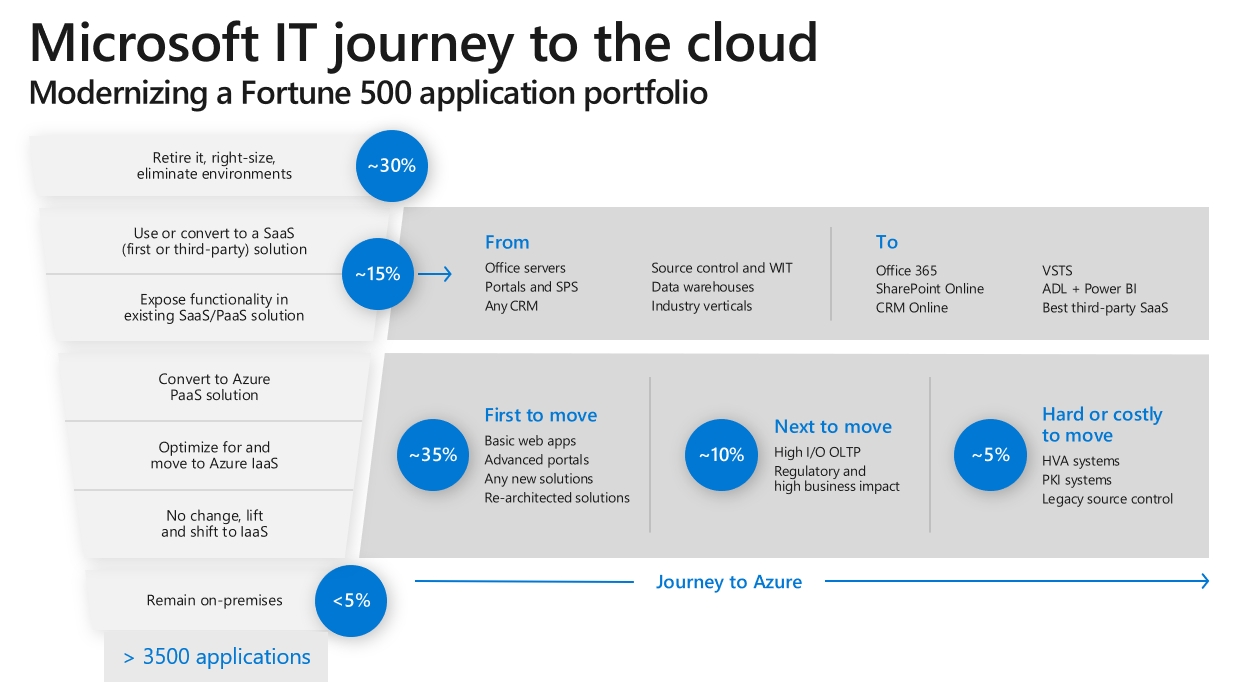 Microsoft IT journey to the cloud
Modernizing a Fortune 500 application portfolio
Retire it, right-size,
eliminate environments
~30%
Use or convert to a SaaS
(first or third-party) solution
Expose functionality in
existing SaaS/PaaS solution
~15%
From
Office servers
Portals and SPS
Any CRM
Source control and WIT
Data warehouses
Industry verticals
To
Office 365
SharePoint Online
CRM Online
VSTS
ADL + Power BI
Best third-party SaaS
Convert to Azure
PaaS solution
Optimize for and
move to Azure IaaS
No change, lift
and shift to IaaS
~35%
First to move
Basic web apps
Advanced portals
Any new solutions
Re-architected solutions
~10%
Next to move
High I/O OLTP
Regulatory and
high business impact
~5%
Hard or costly
to move
HVA systems
PKI systems
Legacy source control
Remain on-premises
<5%
Journey to Azure
> 3500 applications